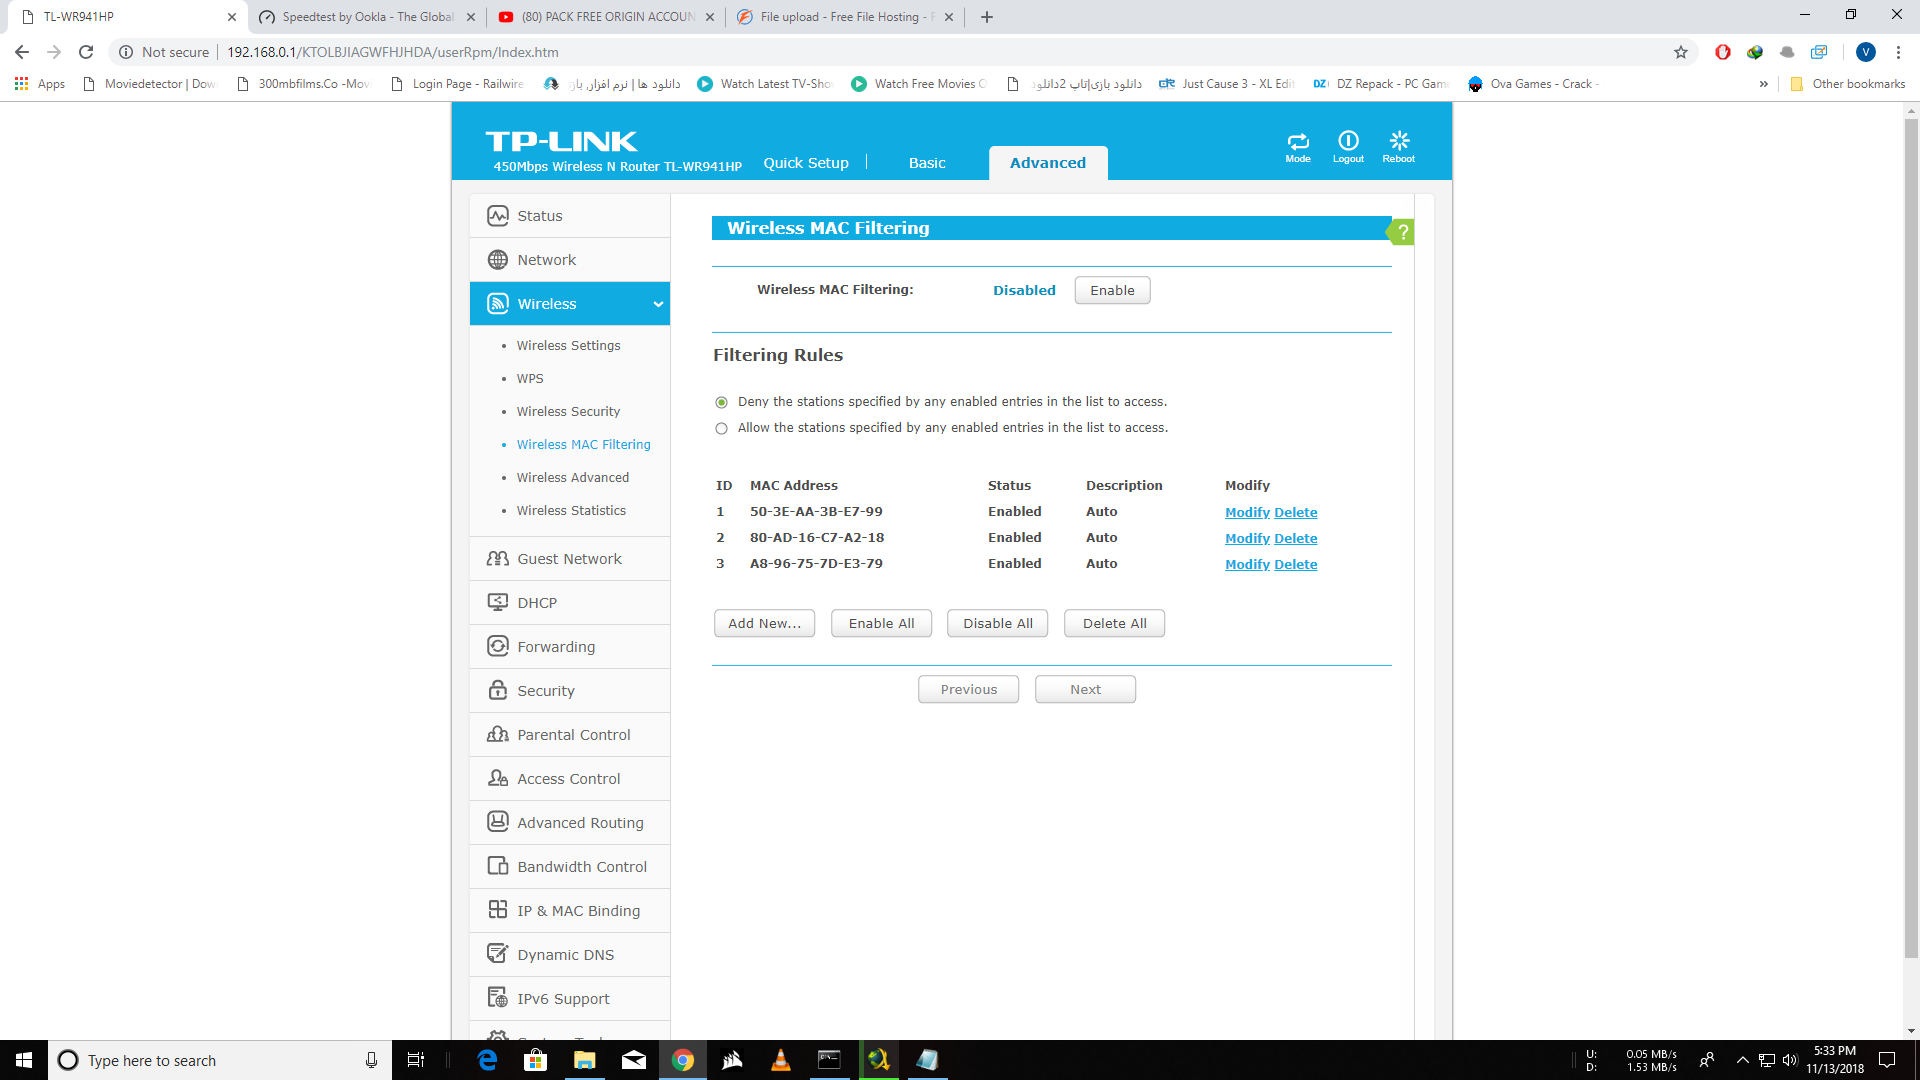 TL-WR941HP
Speedtest by Ookla - The Global
(80) PACK FREE ORIGIN ACCOUN
File upload - Free File Hosting - F
Not secure
192.168.0.1/KTOLBJIAGWFHJHDA/userRpm/Index.htm
V
Apps
Moviedetector | Dow
300mbfilms.Co -Mov
Login Page - Railwire
دانلود ها | نرم افزار, باز
Watch Latest TV-Sho
Watch Free Movies O
دانلود بازی|تاپ 2دانلود
Just Cause 3 - XL Edit
DZ Repack - PC Game
Ova Games - Crack -
Other bookmarks
TP-LINK
450Mbps Wireless N Router TL-WR941HP
Quick Setup
Basic
Advanced
Mode
Logout
Reboot
Status
Network
Wireless
Wireless Settings
WPS
Wireless Security
Wireless MAC Filtering
Wireless Advanced
Wireless Statistics
Guest Network
DHCP
Forwarding
Security
Parental Control
Access Control
Advanced Routing
Bandwidth Control
IP & MAC Binding
Dynamic DNS
IPv6 Support
Wireless MAC Filtering
?
Wireless MAC Filtering: Disabled Enable
Filtering Rules
Deny the stations specified by any enabled entries in the list to access.
Allow the stations specified by any enabled entries in the list to access.
ID MAC Address Status Description Modify
1 50-3E-AA-3B-E7-99 Enabled Auto Modify Delete
2 80-AD-16-C7-A2-18 Enabled Auto Modify Delete
3 A8-96-75-7D-E3-79 Enabled Auto Modify Delete
Add New... Enable All Disable All Delete All
Previous Next
Type here to search
U: 0.05 MB/s
D: 1.53 MB/s
5:33 PM
11/13/2018